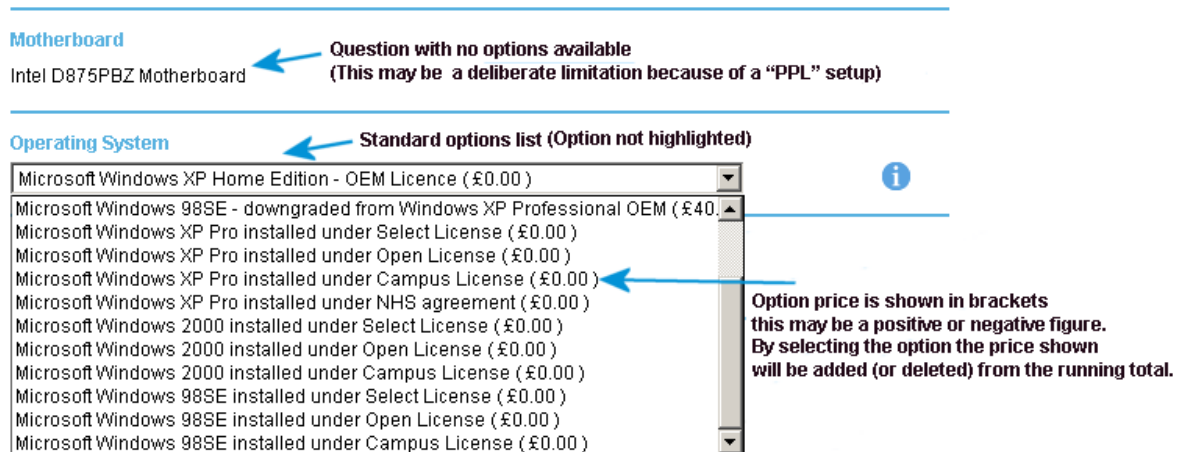 Motherboard
Question with no options available
Intel D875PBZ Motherboard
(This may be a deliberate limitation because of a “PPL” setup)
Operating System
Standard options list (Option not highlighted)
Microsoft Windows XP Home Edition - OEM Licence (£0.00 )
i
Microsoft Windows 98SE - downgraded from Windows XP Professional OEM (£40.
Microsoft Windows XP Pro installed under Select License (£0.00 )
Microsoft Windows XP Pro installed under Open License (£0.00 )
Microsoft Windows XP Pro installed under Campus License (£0.00 )
Microsoft Windows XP Pro installed under NHS agreement (£0.00 )
Microsoft Windows 2000 installed under Select License (£0.00 )
Microsoft Windows 2000 installed under Open License (£0.00 )
Microsoft Windows 2000 installed under Campus License (£0.00 )
Microsoft Windows 98SE installed under Select License (£0.00 )
Microsoft Windows 98SE installed under Open License (£0.00 )
Microsoft Windows 98SE installed under Campus License (£0.00 )
Option price is shown in brackets
this may be a positive or negative figure.
By selecting the option the price shown
will be added (or deleted) from the running total.